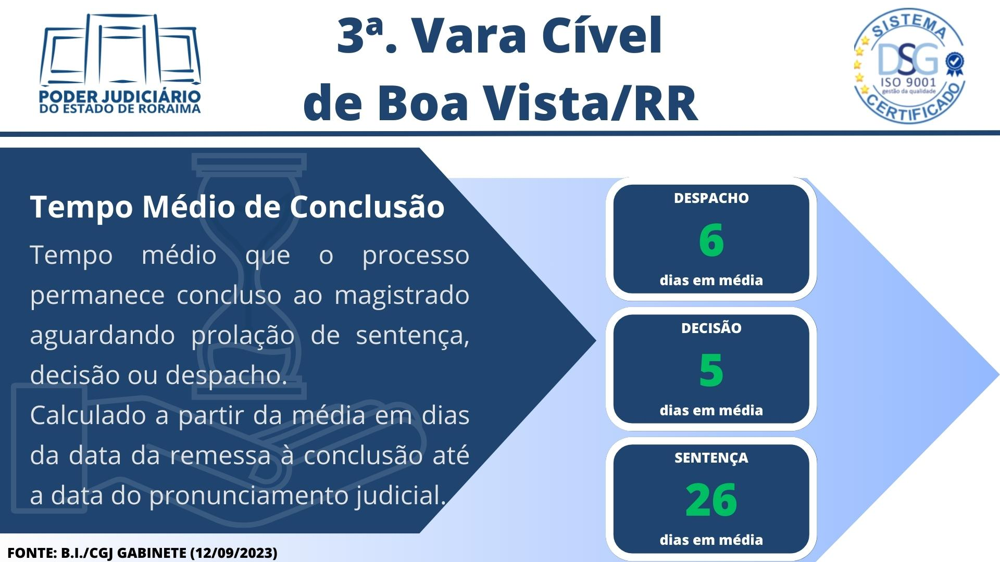 PODER JUDICIÁRIO
DO ESTADO DE RORAIMA
3ª. Vara Cível
de Boa Vista/RR
SISTEMA
DSG
ISO 9001
gestão da qualidade
CERTIFICADO
Tempo Médio de Conclusão
Tempo médio que o processo
permanece concluso ao magistrado
aguardando prolação de sentença,
decisão ou despacho.
Calculado a partir da média em dias
da data da remessa à conclusão até
a data do pronunciamento judicial.
DESPACHO
6
dias em média
DECISÃO
5
dias em média
SENTENÇA
26
dias em média
FONTE: B.I./CGJ GABINETE (12/09/2023)